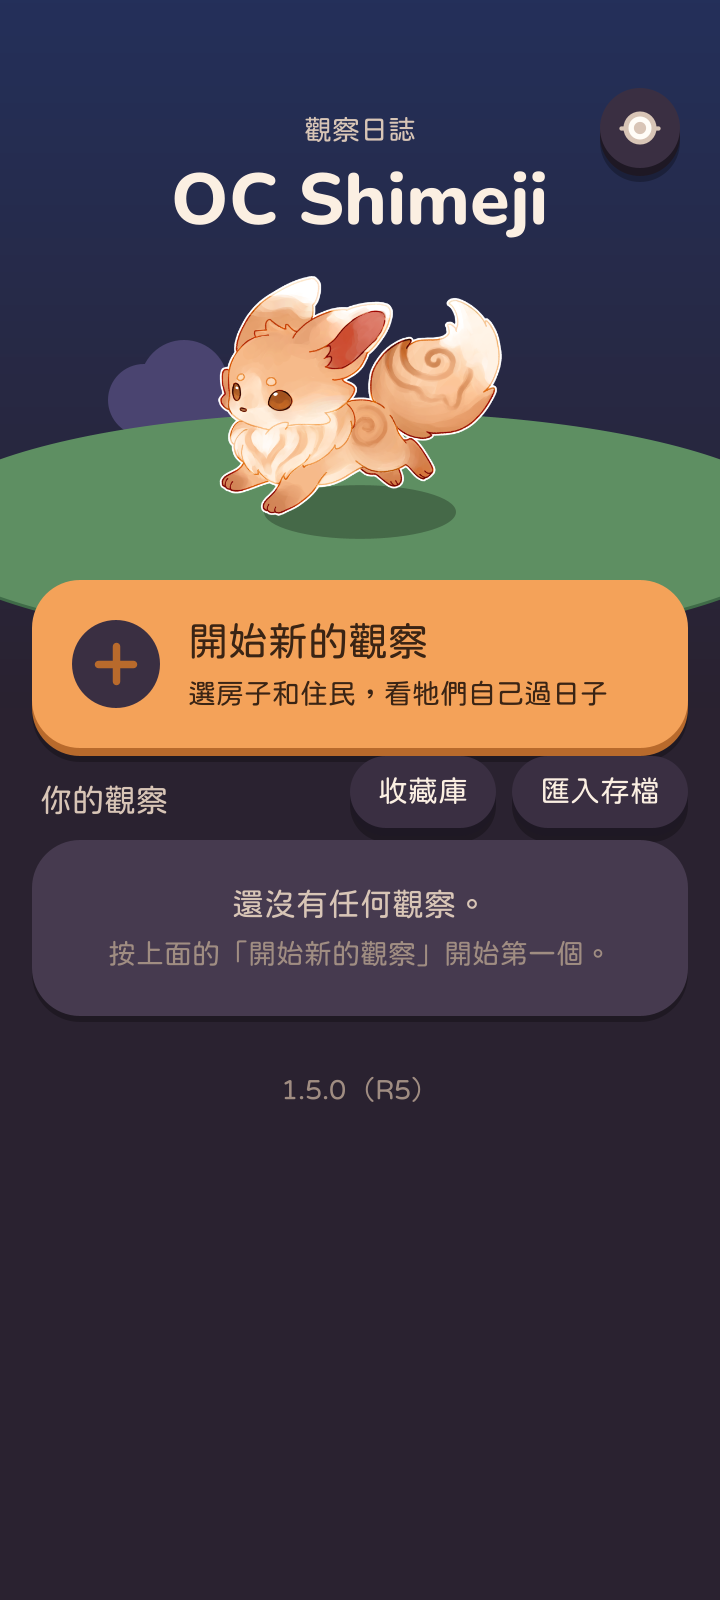 觀察日誌
OC Shimeji
開始新的觀察
選房子和住民，看牠們自己過日子
你的觀察
收藏庫
匯入存檔
還沒有任何觀察。
按上面的「開始新的觀察」開始第一個。
1.5.0（R5）